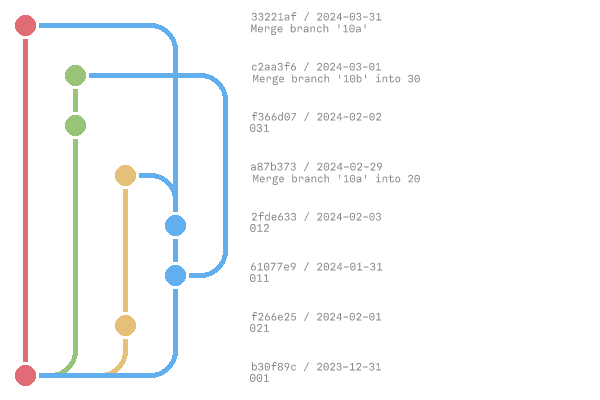 33221af / 2024-03-31
Merge branch '10a'
c2aa3f6 / 2024-03-01
Merge branch '10b' into 30
f366d07 / 2024-02-02
031
a87b373 / 2024-02-29
Merge branch '10a' into 20
2fde633 / 2024-02-03
012
61077e9 / 2024-01-31
011
f266e25 / 2024-02-01
021
b30f89c / 2023-12-31
001